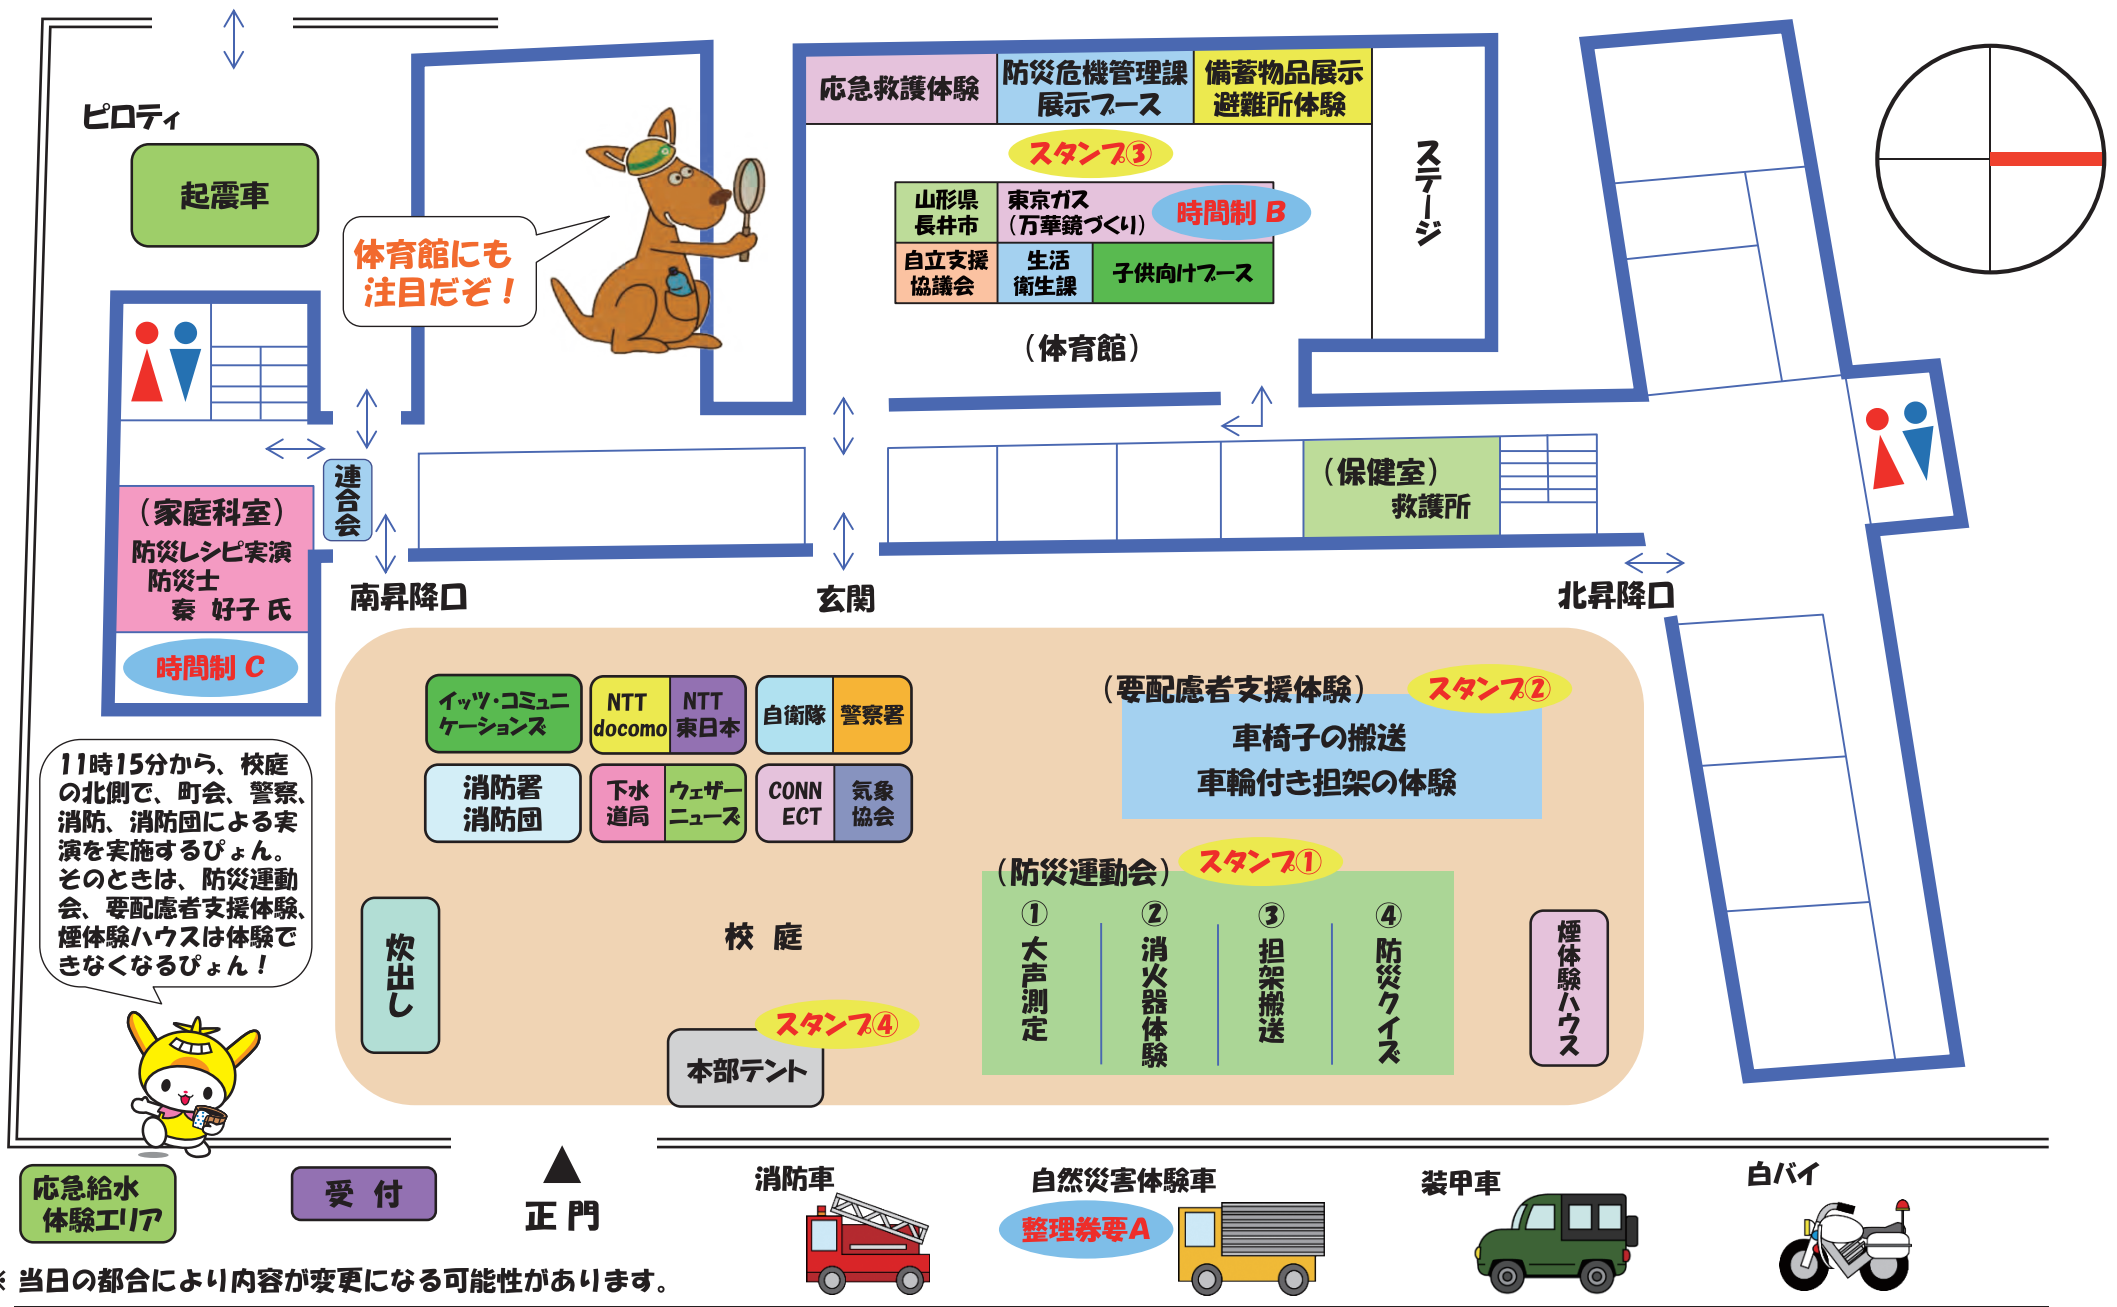 ピロティ
起震車
体育館にも
注目だぞ！
応急救護体験
防災危機管理課
展示ブース
備蓄物品展示
避難所体験
スタンプ③
山形県
長井市
東京ガス
（万華鏡づくり）
時間制 B
自立支援
協議会
生活
衛生課
子供向けブース
（体育館）
ステージ
連合会
（家庭科室）
防災レシピ実演
防災士
秦 好子 氏
時間制 C
（保健室）
救護所
南昇降口
玄関
北昇降口
イッツ・コミュニ
ケーションズ
NTT
docomo
NTT
東日本
自衛隊
警察署
消防署
消防団
下水
道局
ウェザー
ニューズ
CONN
ECT
気象
協会
（要配慮者支援体験）
スタンプ②
車椅子の搬送
車輪付き担架の体験
（防災運動会）
スタンプ①
①
大声測定
②
消火器体験
③
担架搬送
④
防災クイズ
煙体験ハウス
炊出し
校 庭
スタンプ④
本部テント
11時15分から、校庭
の北側で、町会、警察、
消防、消防団による実
演を実施するぴょん。
そのときは、防災運動
会、要配慮者支援体験、
煙体験ハウスは体験で
きなくなるぴょん！
応急給水
体験エリア
受 付
▲
正 門
消防車
自然災害体験車
整理券要A
装甲車
白バイ
※ 当日の都合により内容が変更になる可能性があります。